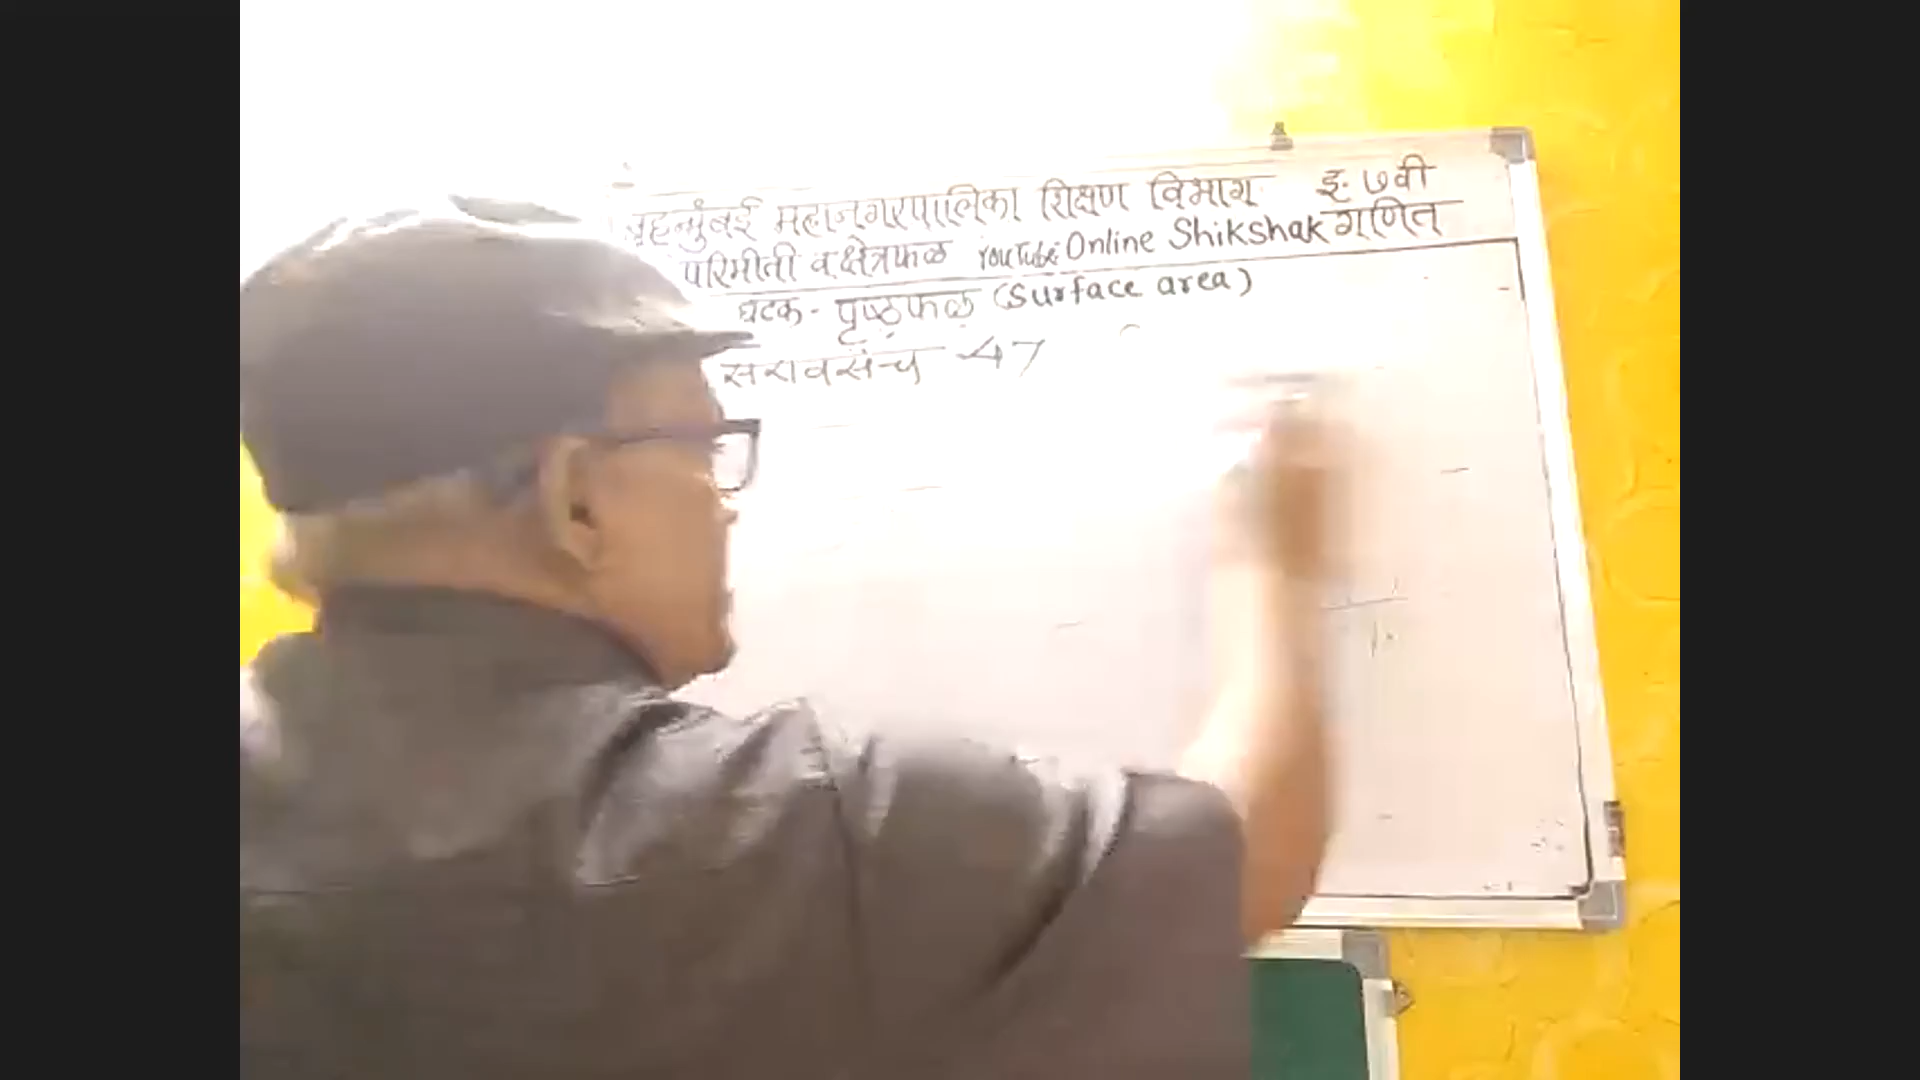 बृहन्मुंबई महानगरपालिका शिक्षण विभाग इ. ७वी
परिमीती व क्षेत्रफळ YouTube: Online Shikshak गणित
घटक - पृष्ठफळ (Surface area)
सरावसंच 47